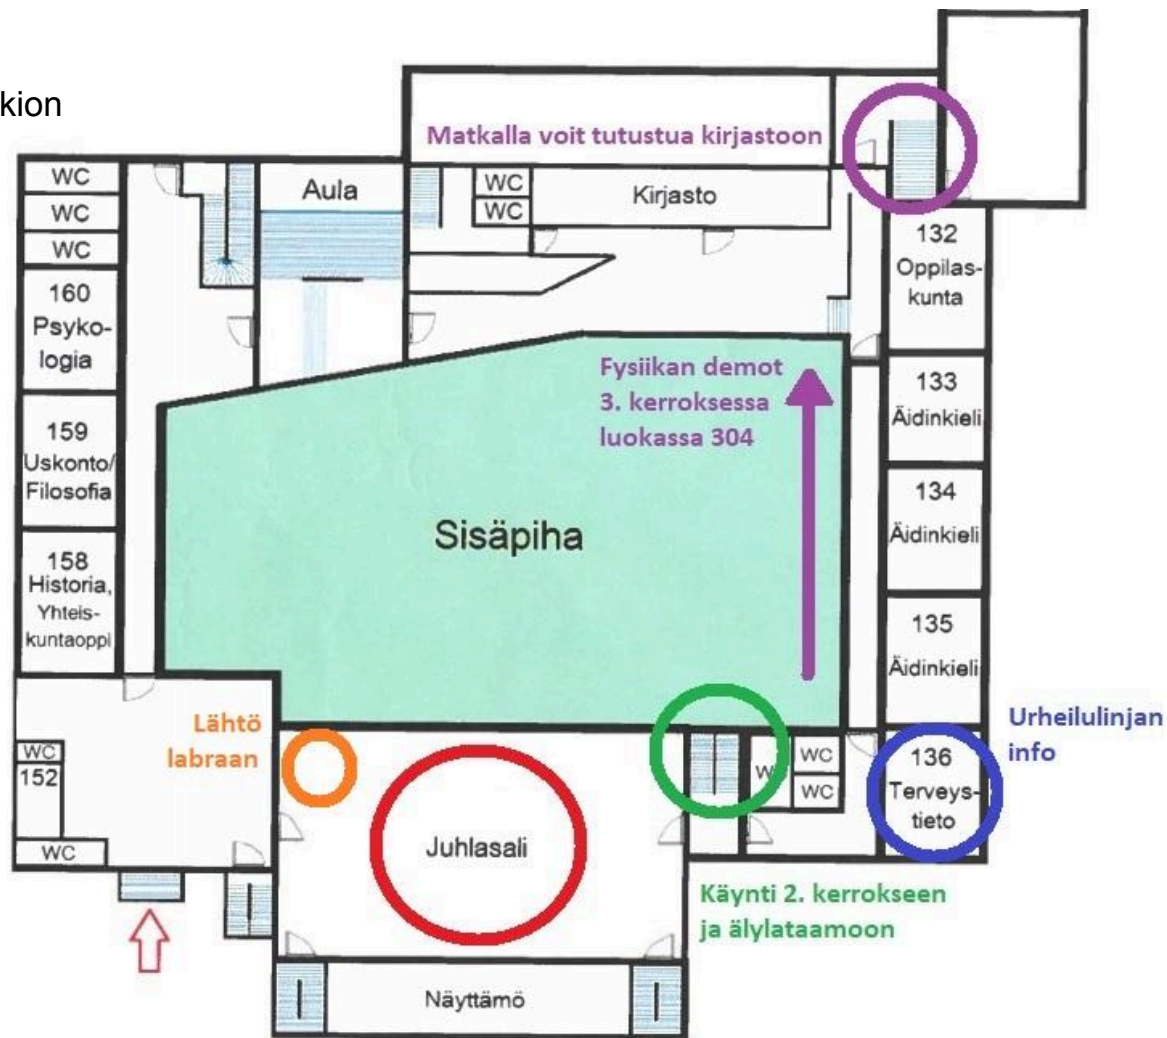 kion
Matkalla voit tutustua kirjastoon
WC
WC
WC
Aula
WC
WC
Kirjasto
132
Oppilas-
kunta
160
Psyko-
logia
Fysiikan demot
3. kerroksessa
luokassa 304
133
Äidinkieli
159
Uskonto/
Filosofia
134
Äidinkieli
Sisäpiha
158
Historia,
Yhteis-
kuntaoppi
135
Äidinkieli
Lähtö
labraan
Urheilulinjan
info
WC
152
WC
W
WC
WC
136
Terveys-
tieto
Juhlasali
Käynti 2. kerrokseen
ja älylataamoon
Näyttämö